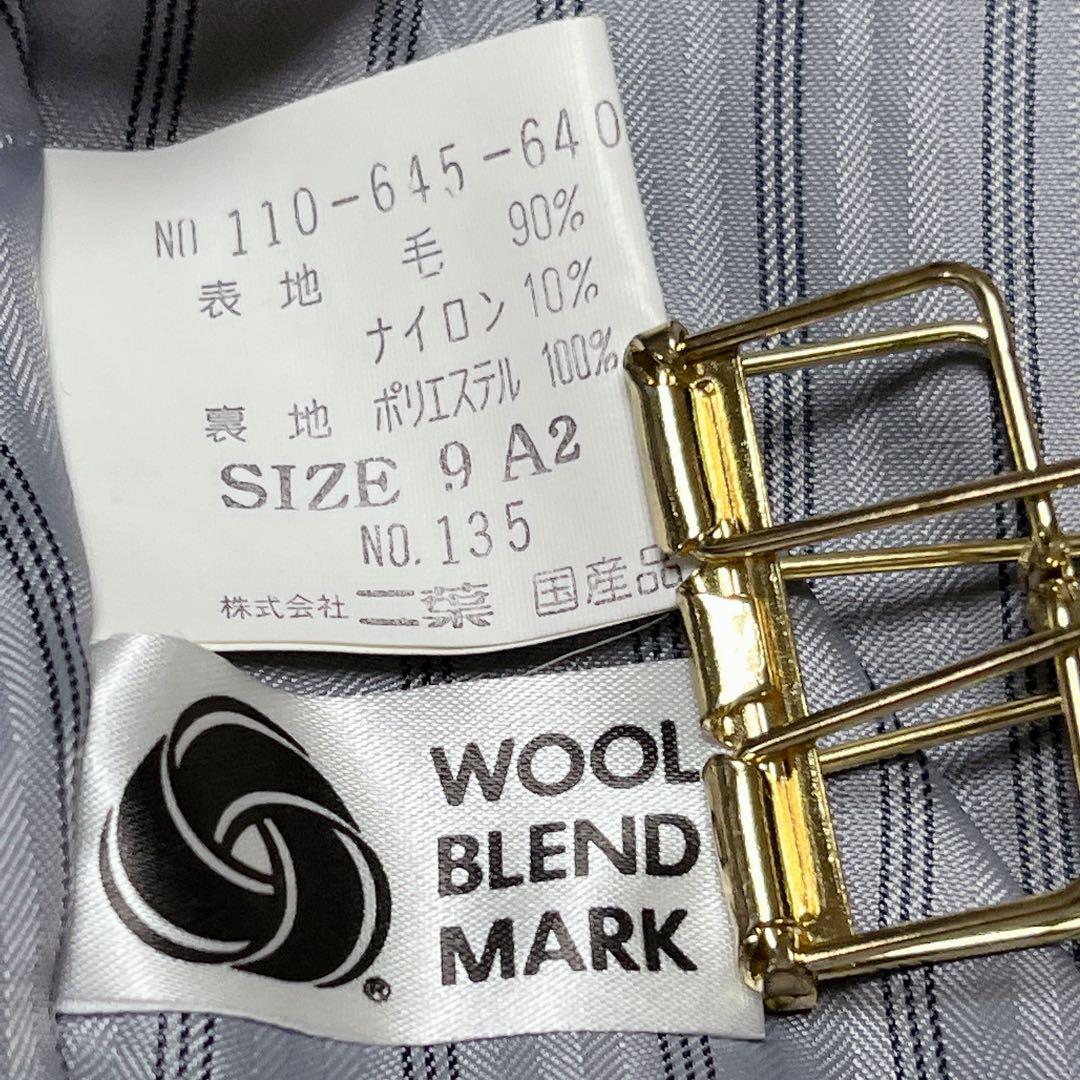 NO 110-645-640
表地 毛 90%
ナイロン 10%
裏地 ポリエステル 100%
SIZE 9 A2
NO.135
株式会社 二葉 国産品
WOOL
BLEND
MARK
®